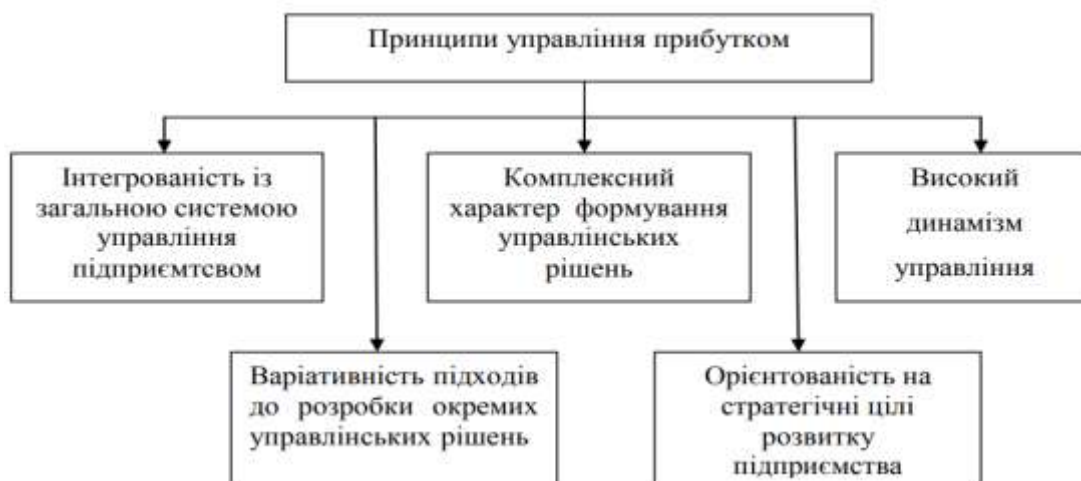 Принципи управління прибутком
Інтегрованість із
загальною системою
управління
підприємтсвом
Комплексний
характер формування
управлінських
рішень
Високий
динамізм
управління
Варіативність підходів
до розробки окремих
управлінських рішень
Орієнтованість на
стратегічні цілі
розвитку
підприємства